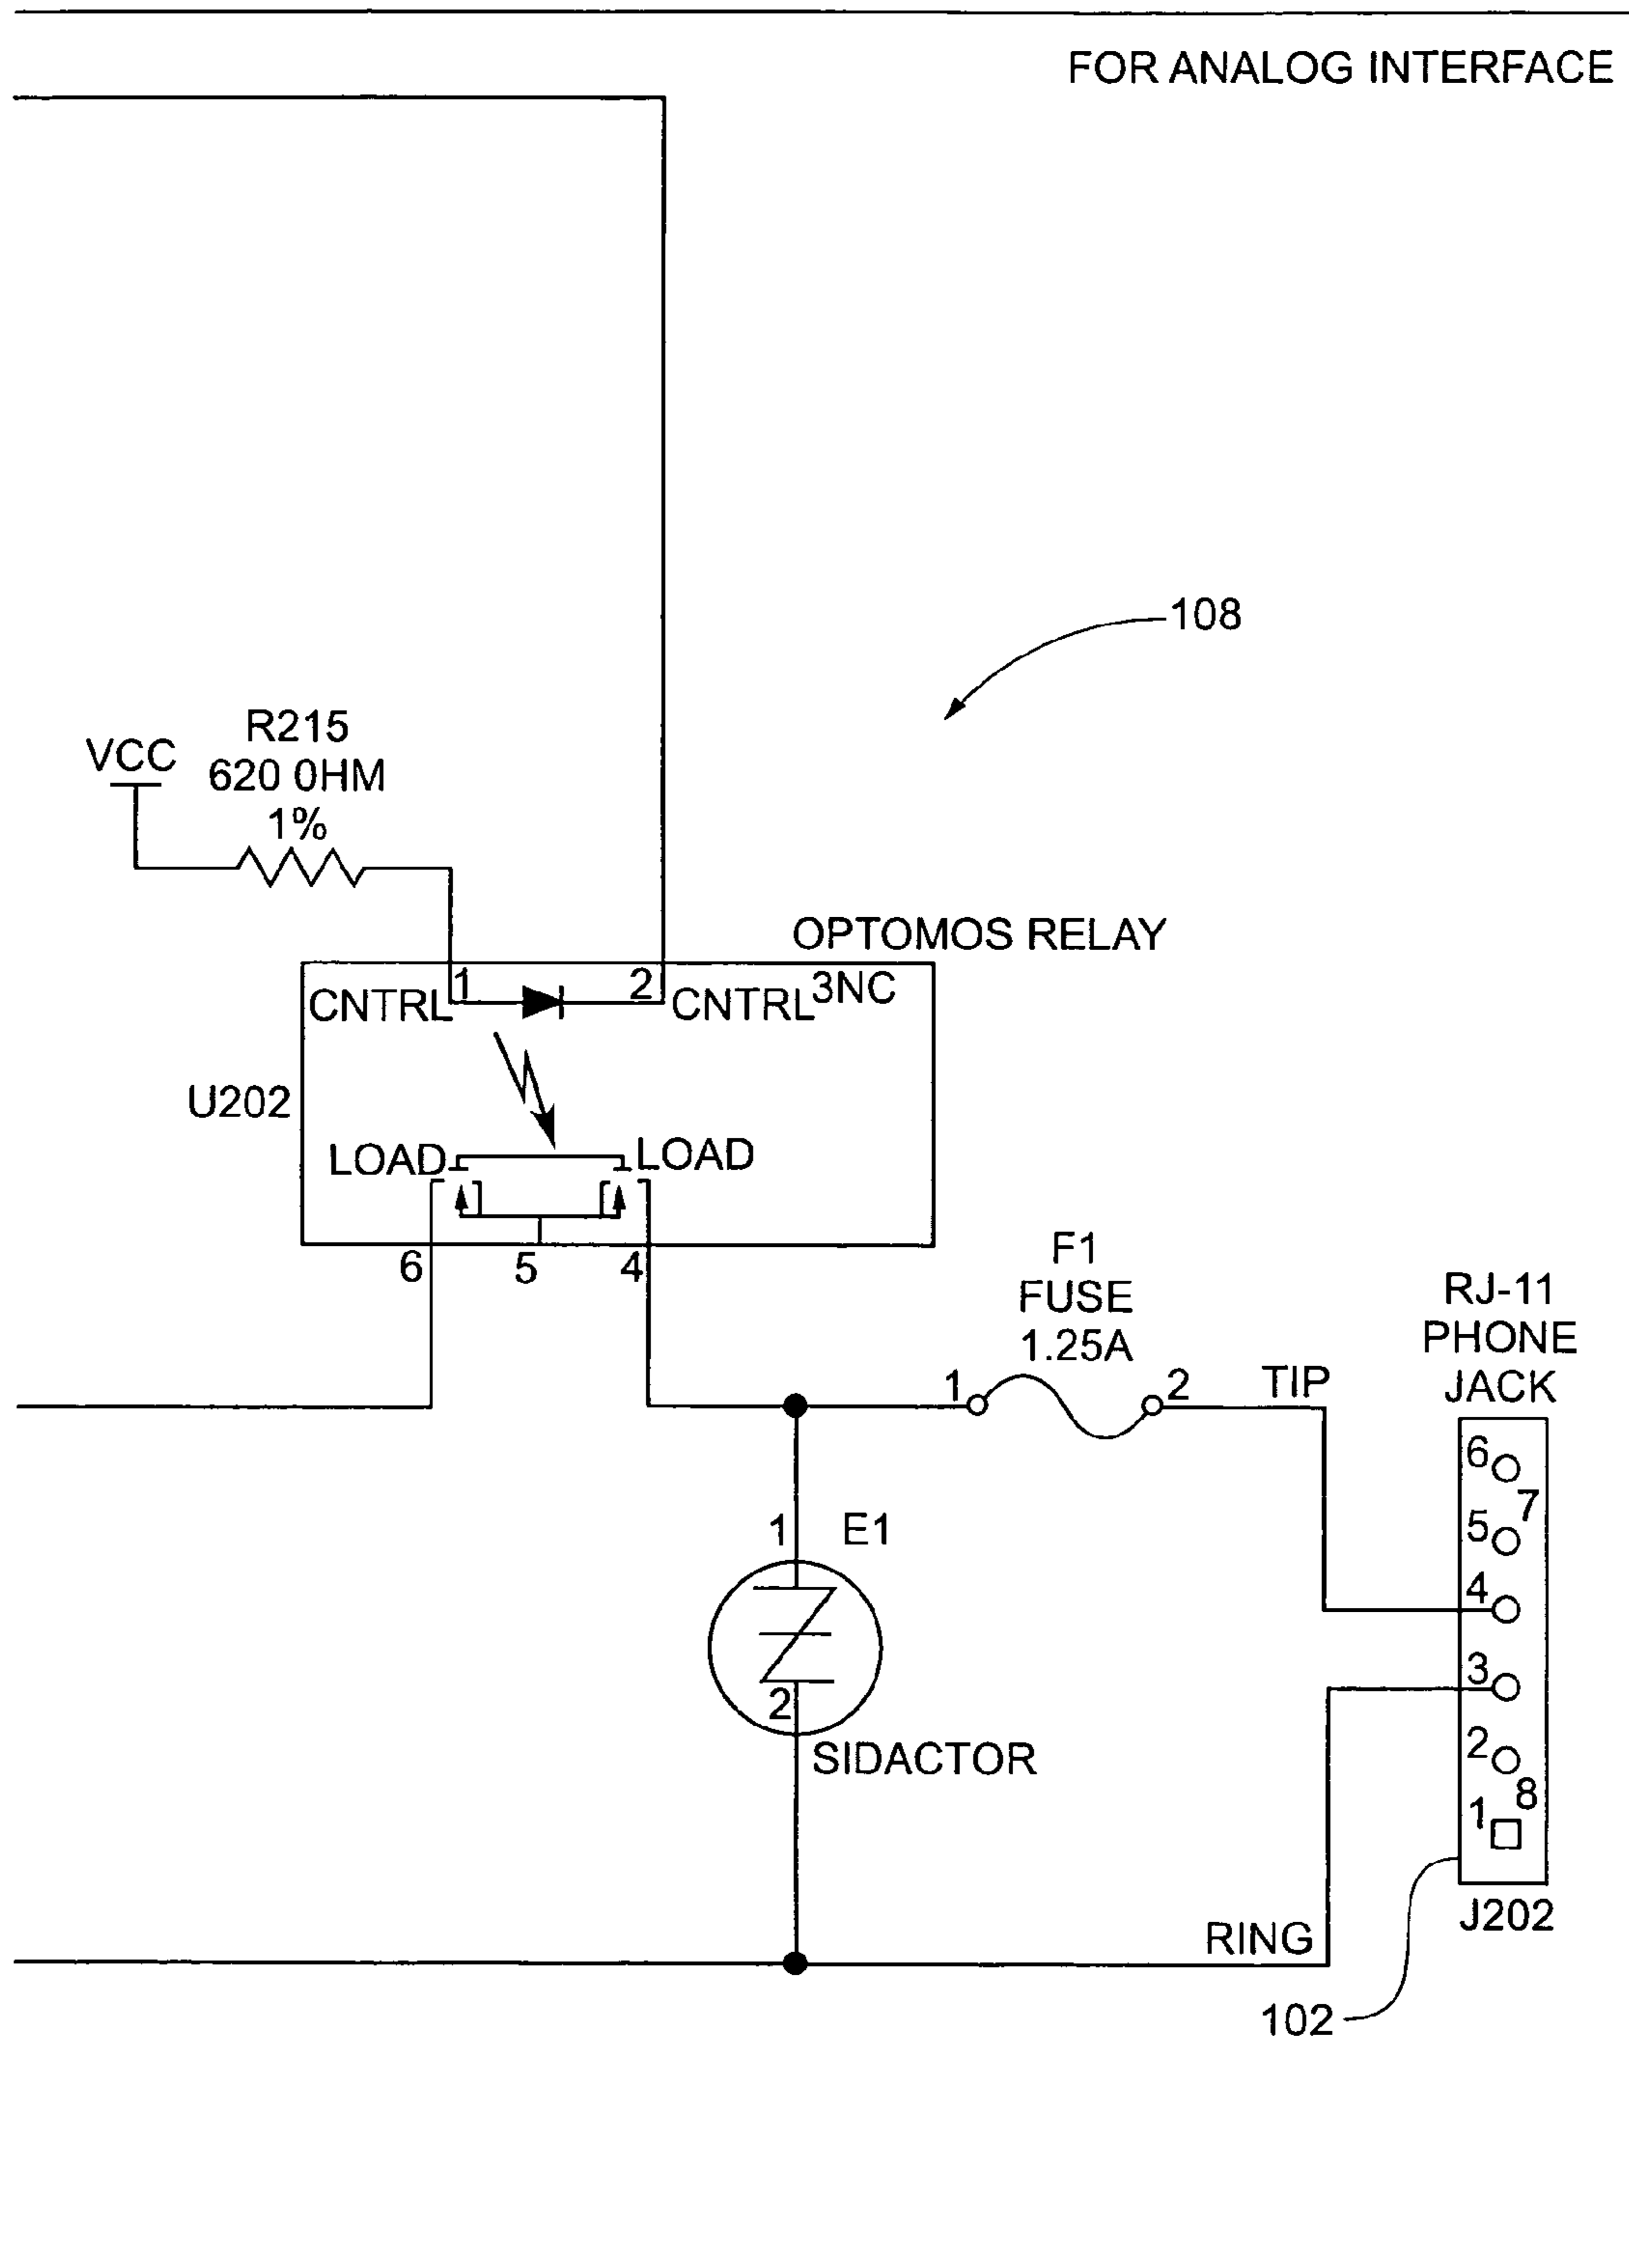 FOR ANALOG INTERFACE
108
R215
VCC
620 0HM
1%
OPTOMOS RELAY
1
2
3NC
CNTRL
CNTRL
U202
LOAD
LOAD
6
5
4
F1
FUSE
1.25A
1
2
TIP
RJ-11
PHONE
JACK
6
7
5
4
3
2
8
1
J202
1
E1
2
SIDACTOR
RING
102